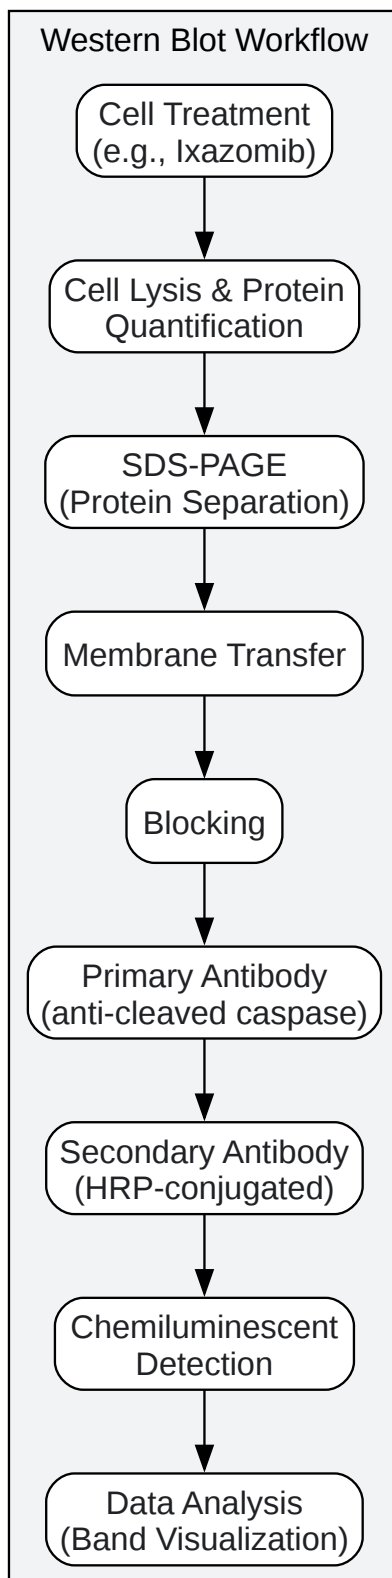 Western Blot Workflow
Cell Treatment
(e.g., Ixazomib)
Cell Lysis & Protein
Quantification
SDS-PAGE
(Protein Separation)
Membrane Transfer
Blocking
Primary Antibody
(anti-cleaved caspase)
Secondary Antibody
(HRP-conjugated)
Chemiluminescent
Detection
Data Analysis
(Band Visualization)